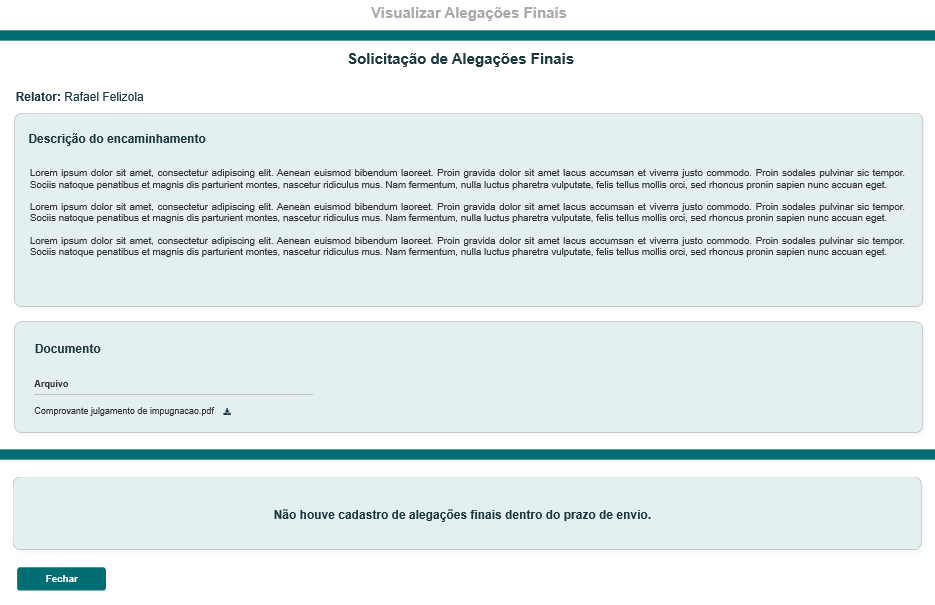 Visualizar Alegações Finais
Solicitação de Alegações Finais
Relator: Rafael Felizola
Descrição do encaminhamento
Lorem ipsum dolor sit amet, consectetur adipiscing elit. Aenean euismod bibendum laoreet. Proin gravida dolor sit amet lacus accumsan et viverra justo commodo. Proin sodales pulvinar sic tempor.
Sociis natoque penatibus et magnis dis parturient montes, nascetur ridiculus mus. Nam fermentum, nulla luctus pharetra vulputate, felis tellus mollis orci, sed rhoncus pronin sapien nunc accuan eget.
Lorem ipsum dolor sit amet, consectetur adipiscing elit. Aenean euismod bibendum laoreet. Proin gravida dolor sit amet lacus accumsan et viverra justo commodo. Proin sodales pulvinar sic tempor.
Sociis natoque penatibus et magnis dis parturient montes, nascetur ridiculus mus. Nam fermentum, nulla luctus pharetra vulputate, felis tellus mollis orci, sed rhoncus pronin sapien nunc accuan eget.
Lorem ipsum dolor sit amet, consectetur adipiscing elit. Aenean euismod bibendum laoreet. Proin gravida dolor sit amet lacus accumsan et viverra justo commodo. Proin sodales pulvinar sic tempor.
Sociis natoque penatibus et magnis dis parturient montes, nascetur ridiculus mus. Nam fermentum, nulla luctus pharetra vulputate, felis tellus mollis orci, sed rhoncus pronin sapien nunc accuan eget.
Documento
Arquivo
Comprovante julgamento de impugnacao.pdf
Não houve cadastro de alegações finais dentro do prazo de envio.
Fechar